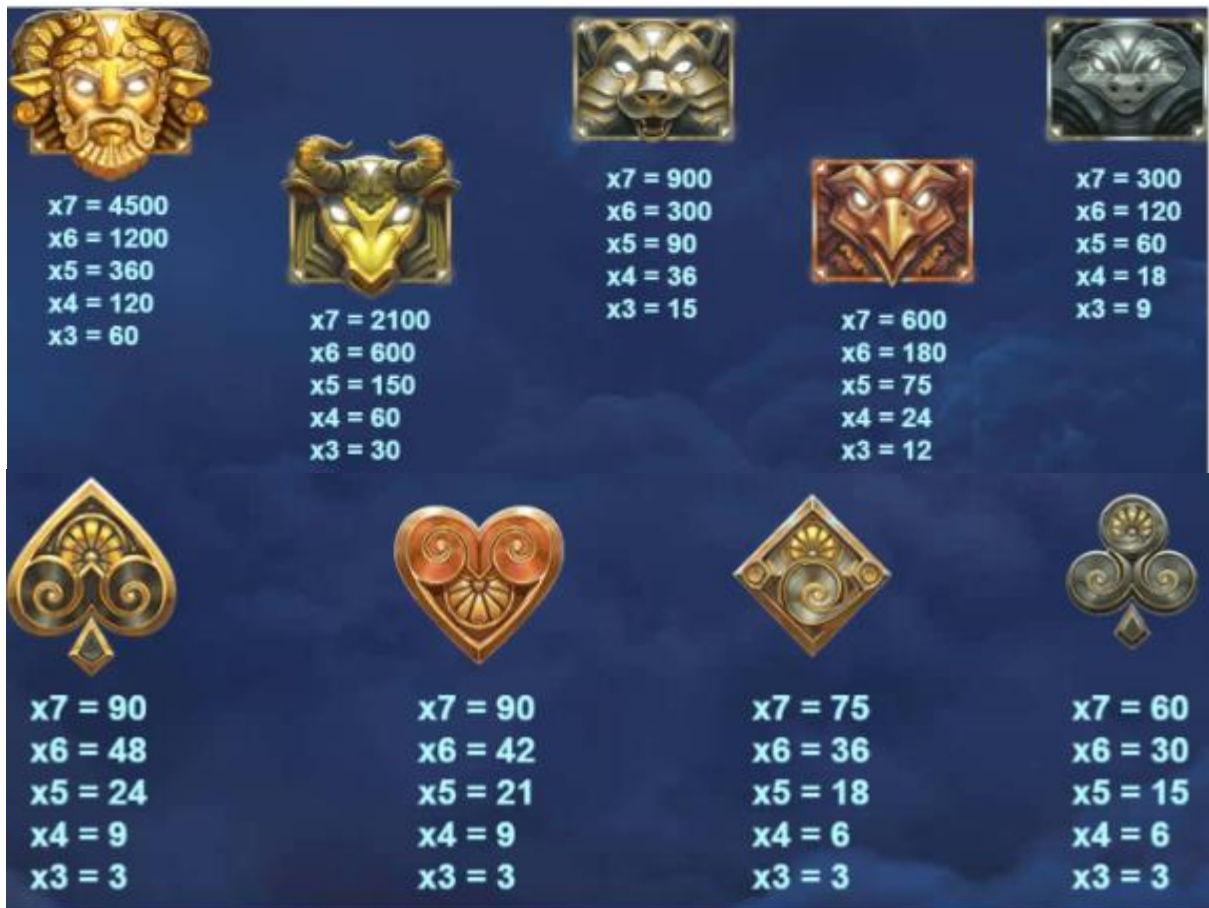 x7 = 4500
x6 = 1200
x5 = 360
x4 = 120
x3 = 60
x7 = 2100
x6 = 600
x5 = 150
x4 = 60
x3 = 30
x7 = 900
x6 = 300
x5 = 90
x4 = 36
x3 = 15
x7 = 600
x6 = 180
x5 = 75
x4 = 24
x3 = 12
x7 = 300
x6 = 120
x5 = 60
x4 = 18
x3 = 9
x7 = 90
x6 = 48
x5 = 24
x4 = 9
x3 = 3
x7 = 90
x6 = 42
x5 = 21
x4 = 9
x3 = 3
x7 = 75
x6 = 36
x5 = 18
x4 = 6
x3 = 3
x7 = 60
x6 = 30
x5 = 15
x4 = 6
x3 = 3